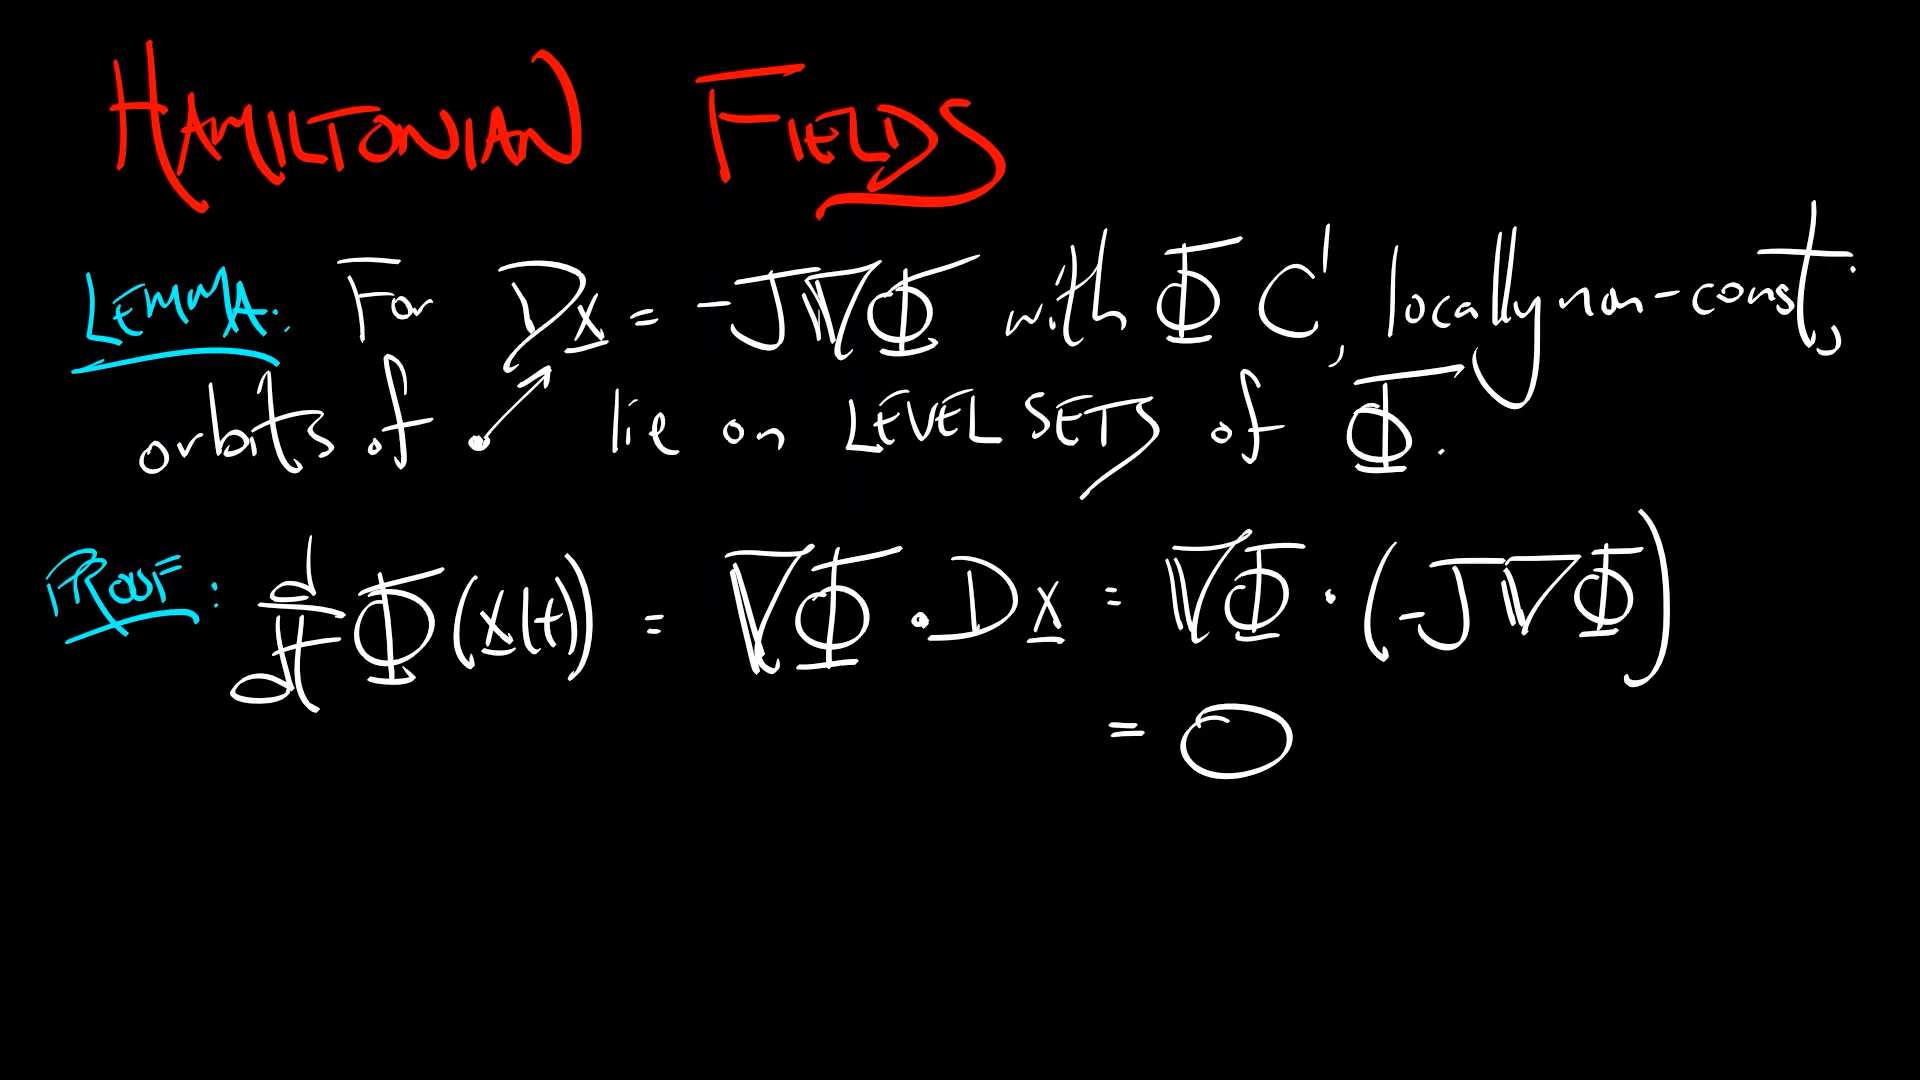 HAMILTONIAN FIELDS
LEMMA: For Dx = -J∇Φ with Φ C¹, locally non-const.,
orbits of • lie on LEVEL SETS of Φ.
PROOF: d/dt Φ(x(t)) = ∇Φ · Dx = ∇Φ · (-J∇Φ)
= 0